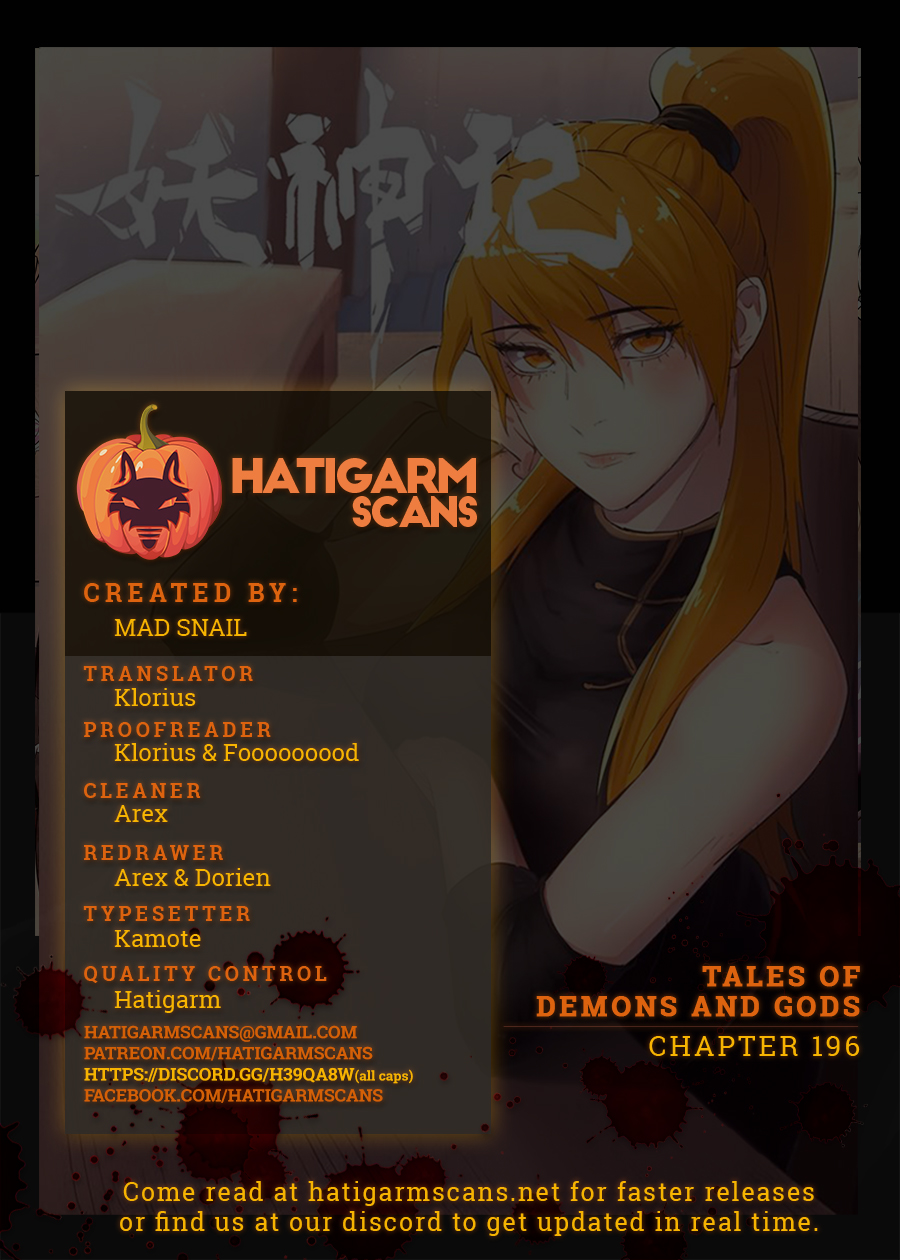 妖神记
HATIGARM
SCANS
CREATED BY:
MAD SNAIL
TRANSLATOR
Klorius
PROOFREADER
Klorius & Foooooooood
CLEANER
Arex
REDRAWER
Arex & Dorien
TYPESETTER
Kamote
QUALITY CONTROL
Hatigarm
HATIGARMSCANS@GMAIL.COM
PATREON.COM/HATIGARMSCANS
HTTPS://DISCORD.GG/H39QA8W(all caps)
FACEBOOK.COM/HATIGARMSCANS
TALES OF
DEMONS AND GODS
CHAPTER 196
Come read at hatigarmscans.net for faster releases
or find us at our discord to get updated in real time.